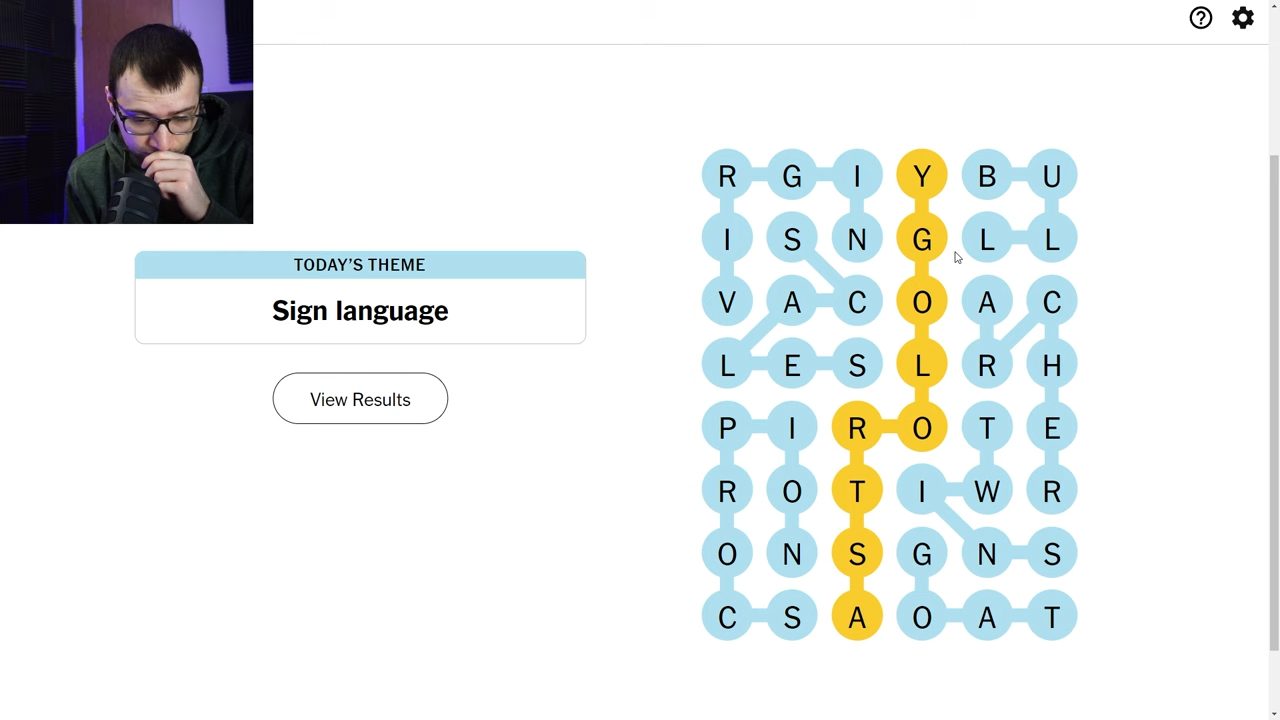 TODAY'S THEME
Sign language
View Results
R G I Y B U
I S N G L L
V A C O A C
L E S L R H
P I R O T E
R O T I W R
O N S G N S
C S A O A T